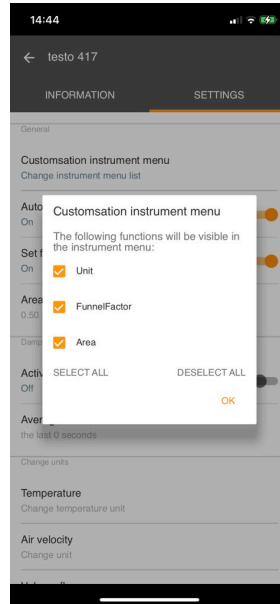 14:44
testo 417
INFORMATION SETTINGS
General
Customsation instrument menu
Change instrument menu list
Auto
On
Set f
On
Area
0.50
Damp
Activ
Off
Aver
the last 0 seconds
Customsation instrument menu
The following functions will be visible in
the instrument menu:
Unit
FunnelFactor
Area
SELECT ALL DESELECT ALL
OK
Change units
Temperature
Change temperature unit
Air velocity
Change unit